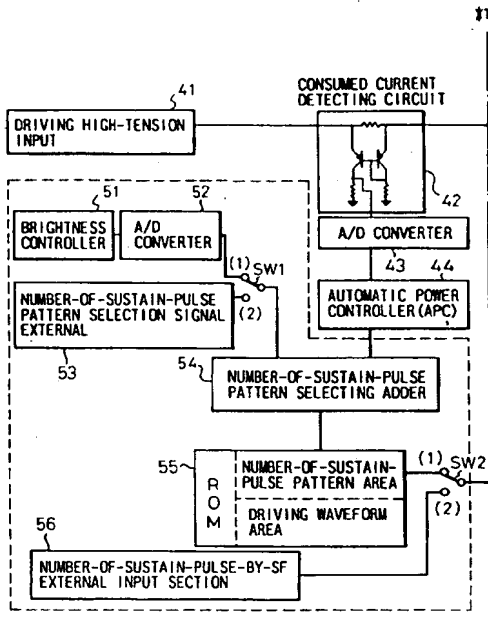 41
DRIVING HIGH-TENSION
INPUT
CONSUMED CURRENT
DETECTING CIRCUIT
42
A/D CONVERTER
43
44
AUTOMATIC POWER
CONTROLLER (APC)
51
BRIGHTNESS
CONTROLLER
52
A/D
CONVERTER
(1)
SW1
(2)
NUMBER-OF-SUSTAIN-PULSE
PATTERN SELECTION SIGNAL
EXTERNAL
53
54
NUMBER-OF-SUSTAIN-PULSE
PATTERN SELECTING ADDER
55
ROM
NUMBER-OF-SUSTAIN-
PULSE PATTERN AREA
DRIVING WAVEFORM
AREA
(1)
SW2
(2)
56
NUMBER-OF-SUSTAIN-PULSE-BY-SF
EXTERNAL INPUT SECTION